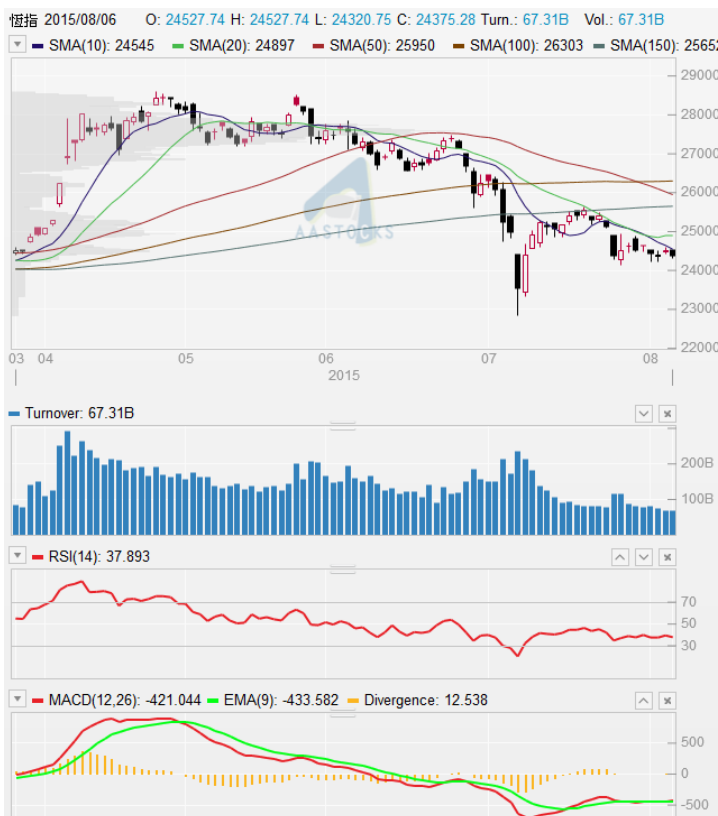 恆指 2015/08/06 O: 24527.74 H: 24527.74 L: 24320.75 C: 24375.28 Turn.: 67.31B Vol.: 67.31B
SMA(10): 24545 SMA(20): 24897 SMA(50): 25950 SMA(100): 26303 SMA(150): 25652
29000
28000
27000
26000
25000
24000
23000
22000
AASTOCKS
03 04 05 06 07 08
2015
Turnover: 67.31B
200B
100B
RSI(14): 37.893
70
50
30
MACD(12,26): -421.044 EMA(9): -433.582 Divergence: 12.538
500
0
-500